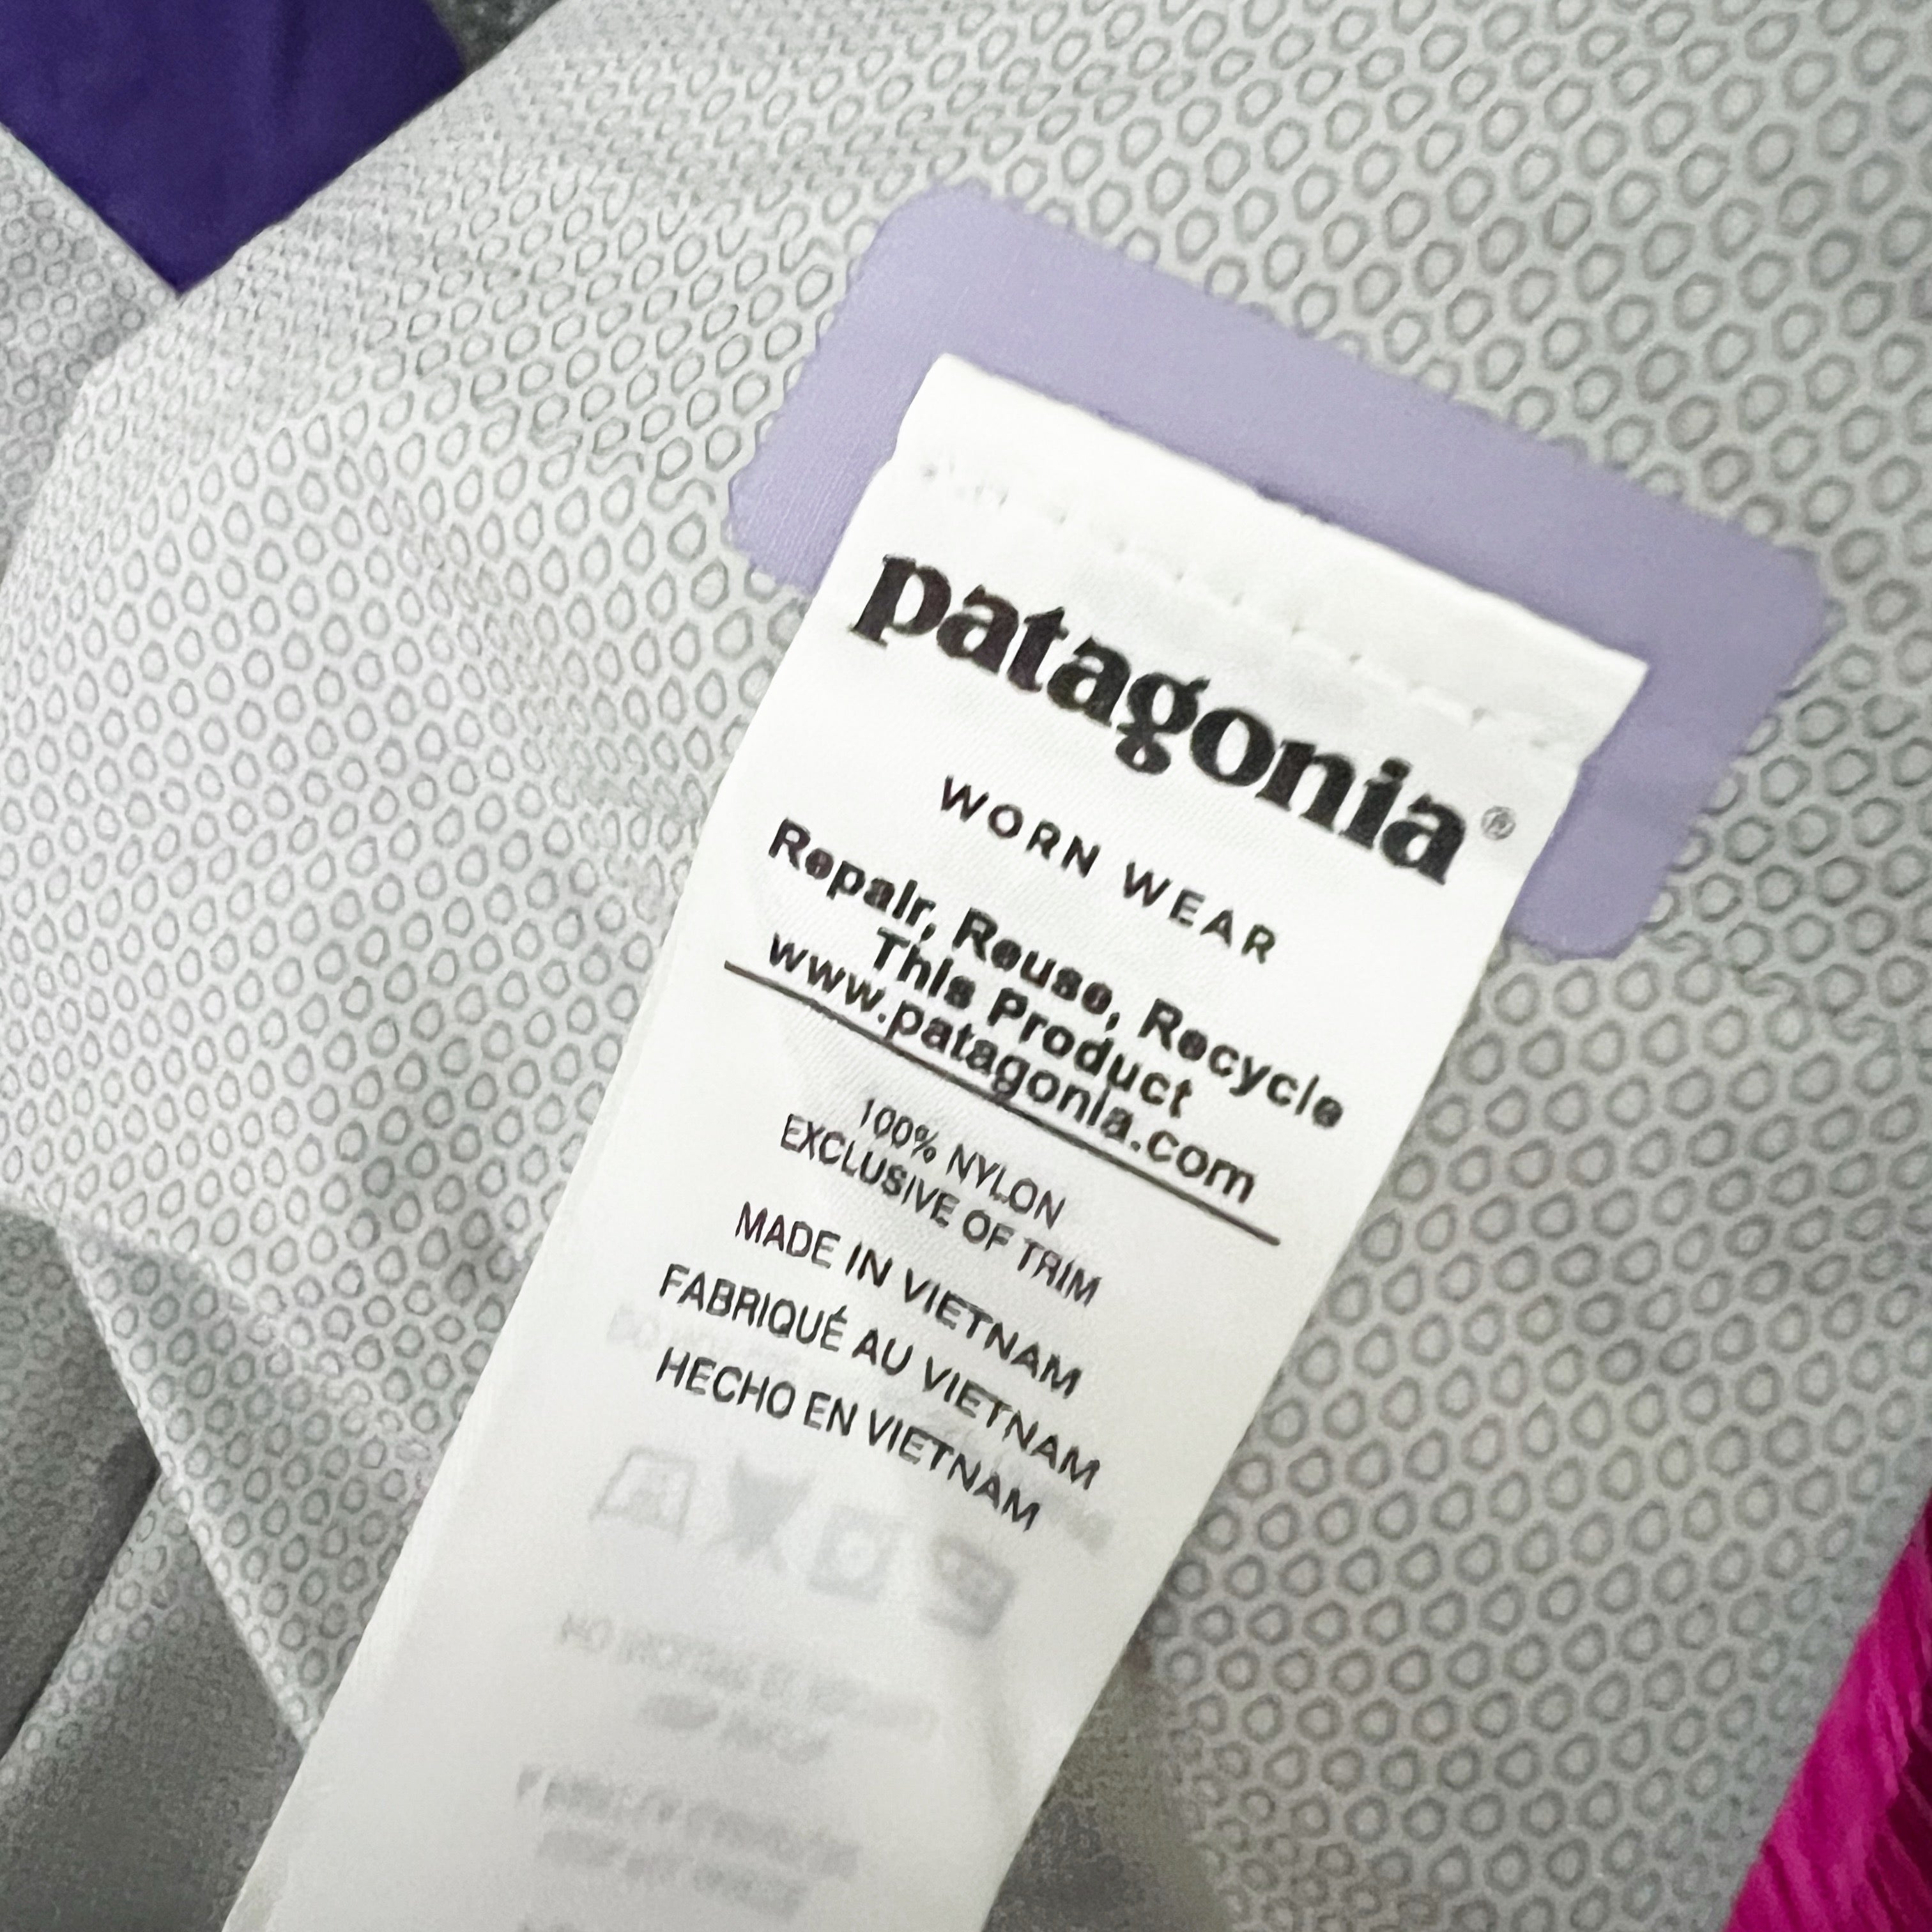 patagonia®
WORN WEAR
Repair, Reuse, Recycle
This Product
www.patagonia.com
100% NYLON
EXCLUSIVE OF TRIM
MADE IN VIETNAM
FABRIQUÉ AU VIETNAM
HECHO EN VIETNAM